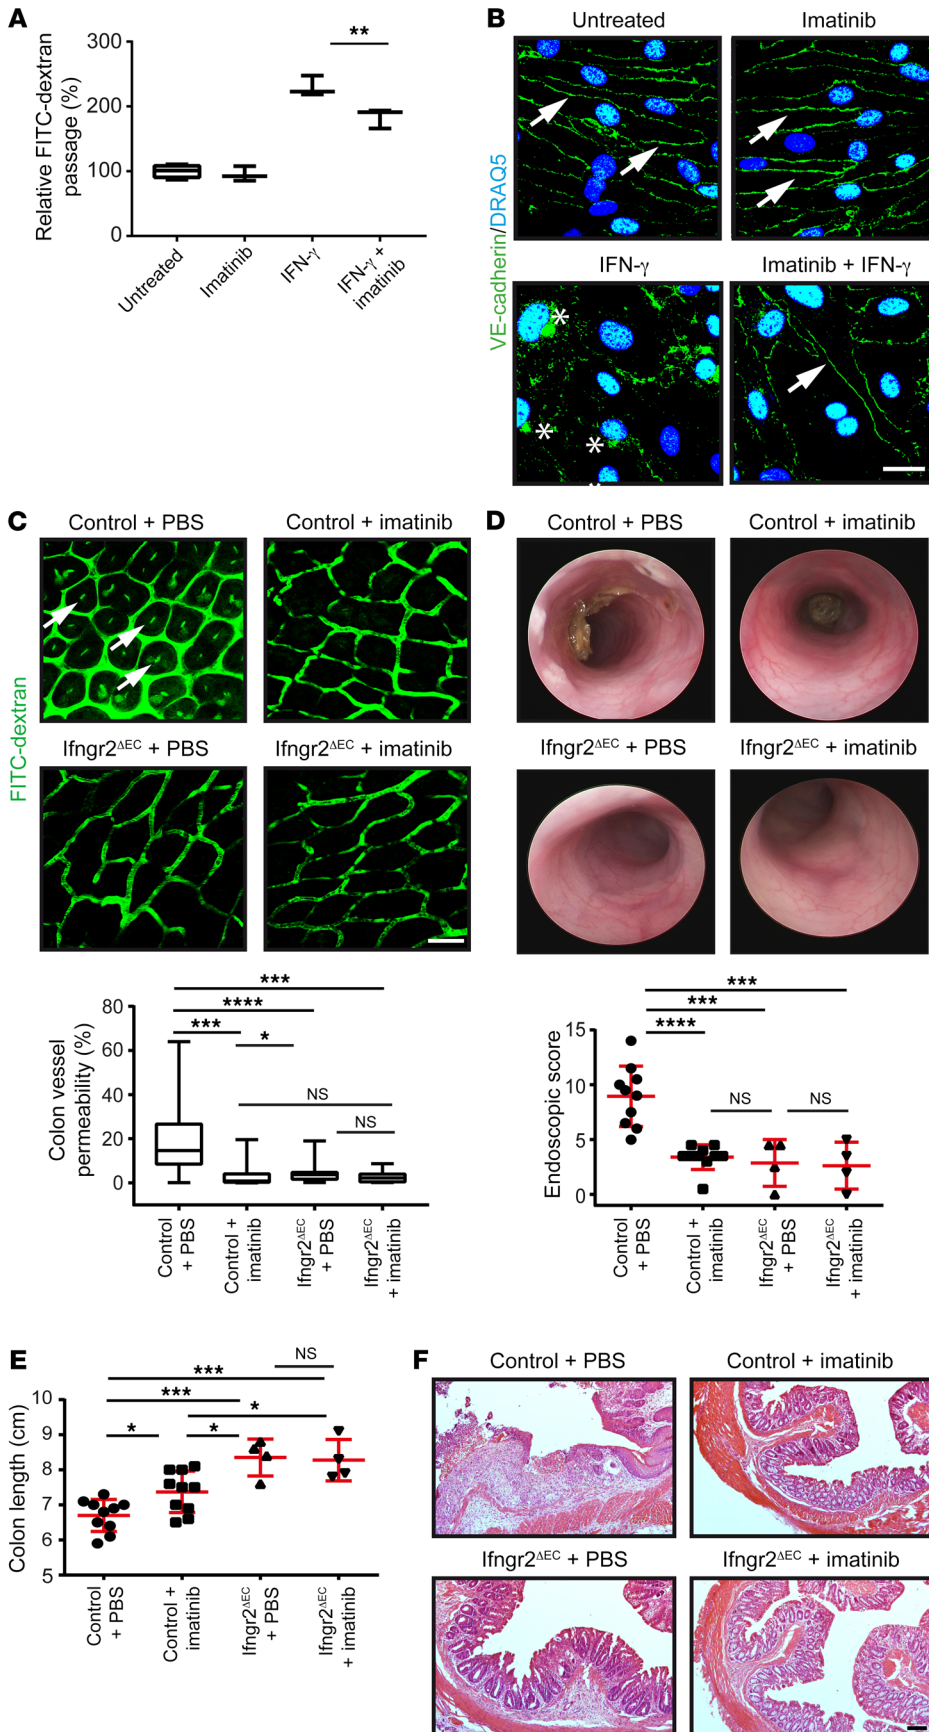 A
Relative FITC-dextran
passage (%)
300
200
100
0
**
Untreated
Imatinib
IFN-γ
IFN-γ +
imatinib
B
VE-cadherin/DRAQ5
Untreated
Imatinib
IFN-γ
Imatinib + IFN-γ
*
*
*
C
FITC-dextran
Control + PBS
Control + imatinib
Ifngr2ΔEC + PBS
Ifngr2ΔEC + imatinib
***
****
***
*
NS
NS
Colon vessel
permeability (%)
80
60
40
20
0
Control
+ PBS
Control +
imatinib
Ifngr2ΔEC
+ PBS
Ifngr2ΔEC
+ imatinib
D
Control + PBS
Control + imatinib
Ifngr2ΔEC + PBS
Ifngr2ΔEC + imatinib
***
***
****
NS
NS
Endoscopic score
15
10
5
0
Control
+ PBS
Control +
imatinib
Ifngr2ΔEC
+ PBS
Ifngr2ΔEC
+ imatinib
E
NS
***
***
*
*
*
Colon length (cm)
10
9
8
7
6
5
Control
+ PBS
Control +
imatinib
Ifngr2ΔEC
+ PBS
Ifngr2ΔEC
+ imatinib
F
Control + PBS
Control + imatinib
Ifngr2ΔEC + PBS
Ifngr2ΔEC + imatinib